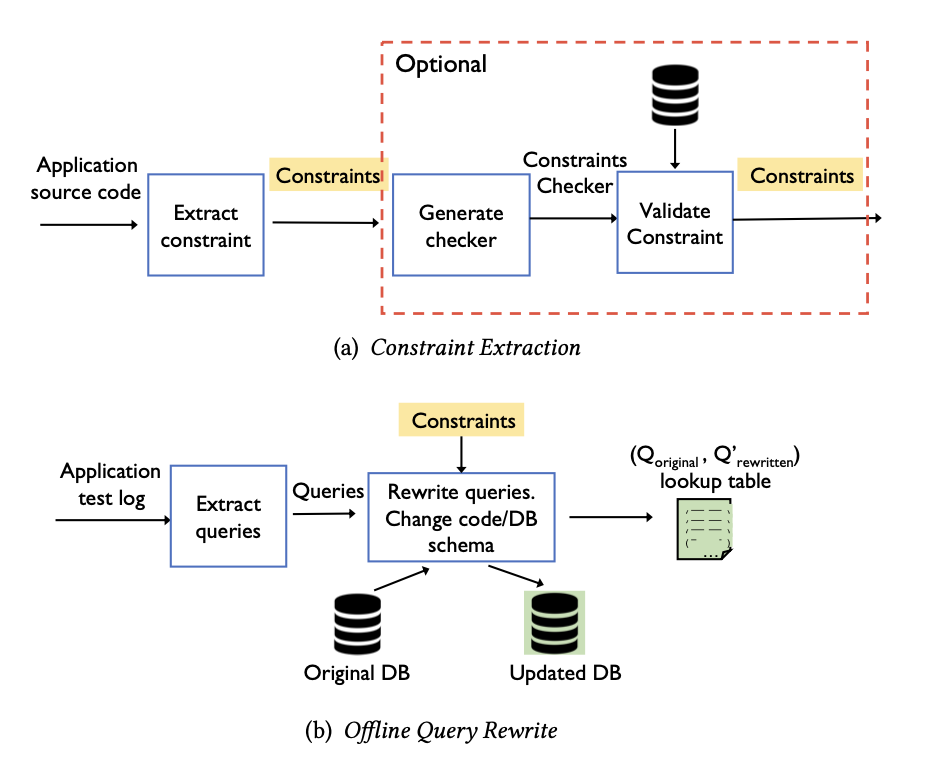 Optional
Application
source code
Constraints
Extract
constraint
Generate
checker
Constraints
Checker
Validate
Constraint
Constraints
(a) Constraint Extraction
Constraints
Application
test log
Extract
queries
Queries
Rewrite queries.
Change code/DB
schema
(Qoriginal , Q’rewritten)
lookup table
Original DB
Updated DB
(b) Offline Query Rewrite